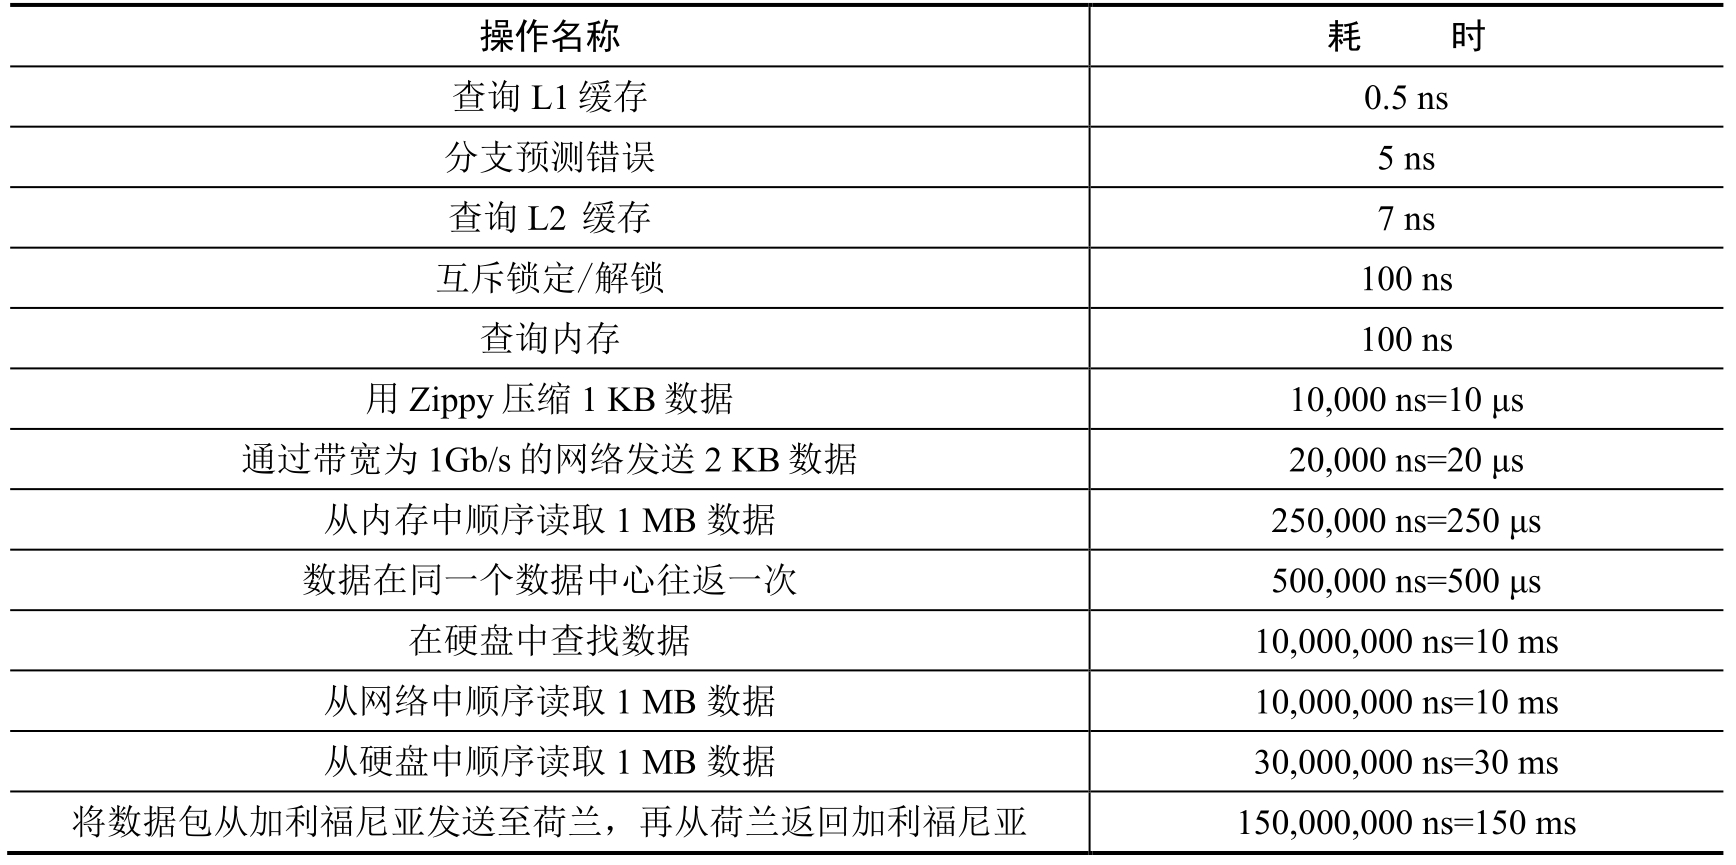 操作名称 耗 时
查询 L1 缓存 0.5 ns
分支预测错误 5 ns
查询 L2 缓存 7 ns
互斥锁定/解锁 100 ns
查询内存 100 ns
用 Zippy 压缩 1 KB 数据 10,000 ns=10 μs
通过带宽为 1Gb/s 的网络发送 2 KB 数据 20,000 ns=20 μs
从内存中顺序读取 1 MB 数据 250,000 ns=250 μs
数据在同一个数据中心往返一次 500,000 ns=500 μs
在硬盘中查找数据 10,000,000 ns=10 ms
从网络中顺序读取 1 MB 数据 10,000,000 ns=10 ms
从硬盘中顺序读取 1 MB 数据 30,000,000 ns=30 ms
将数据包从加利福尼亚发送至荷兰，再从荷兰返回加利福尼亚 150,000,000 ns=150 ms